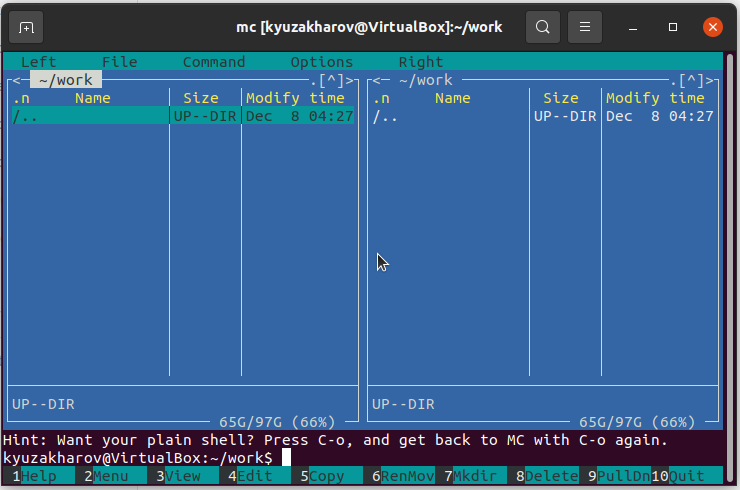 mc [kyuzakharov@VirtualBox]:~/work
Left File Command Options Right
<─ ~/work .[^]> <─ ~/work .[^]>
.n Name Size Modify time .n Name Size Modify time
/.. UP--DIR Dec 8 04:27 /.. UP--DIR Dec 8 04:27
UP--DIR UP--DIR
65G/97G (66%) 65G/97G (66%)
Hint: Want your plain shell? Press C-o, and get back to MC with C-o again.
kyuzakharov@VirtualBox:~/work$
1Help 2Menu 3View 4Edit 5Copy 6RenMov 7Mkdir 8Delete 9PullDn 10Quit